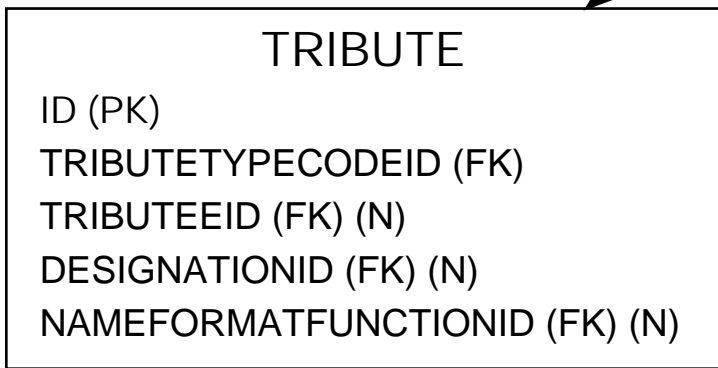 TRIBUTE
ID (PK)
TRIBUTETYPECODEID (FK)
TRIBUTEEID (FK) (N)
DESIGNATIONID (FK) (N)
NAMEFORMATFUNCTIONID (FK) (N)